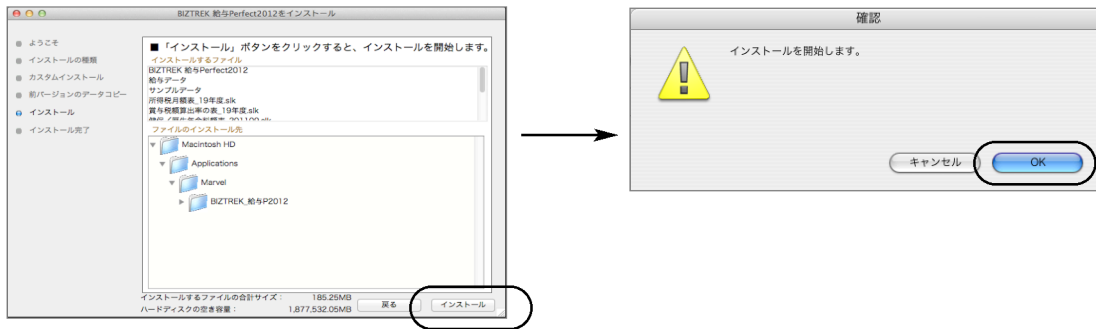 BIZTREK 給与Perfect2012をインストール
ようこそ
インストールの種類
カスタムインストール
前バージョンのデータコピー
インストール
インストール完了
■「インストール」ボタンをクリックすると、インストールを開始します。
インストールするファイル
BIZTREK 給与Perfect2012
給与データ
サンプルデータ
所得税月額表_19年度.slk
賞与税額算出率の表_19年度.slk
ファイルのインストール先
Macintosh HD
Applications
Marvel
BIZTREK_給与P2012
インストールするファイルの合計サイズ： 185.25MB
ハードディスクの空き容量： 1,877,532.05MB
戻る
インストール
確認
インストールを開始します。
キャンセル
OK